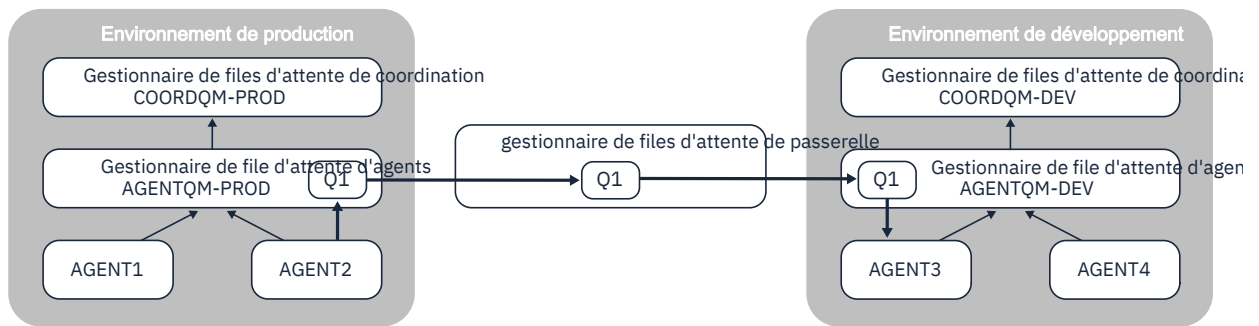 Environnement de production
Gestionnaire de files d'attente de coordination
COORDQM-PROD
Gestionnaire de file d'attente d'agents
AGENTQM-PROD
Q1
AGENT1
AGENT2
gestionnaire de files d'attente de passerelle
Q1
Environnement de développement
Gestionnaire de files d'attente de coordina
COORDQM-DEV
Q1
Gestionnaire de file d'attente d'agen
AGENTQM-DEV
AGENT3
AGENT4